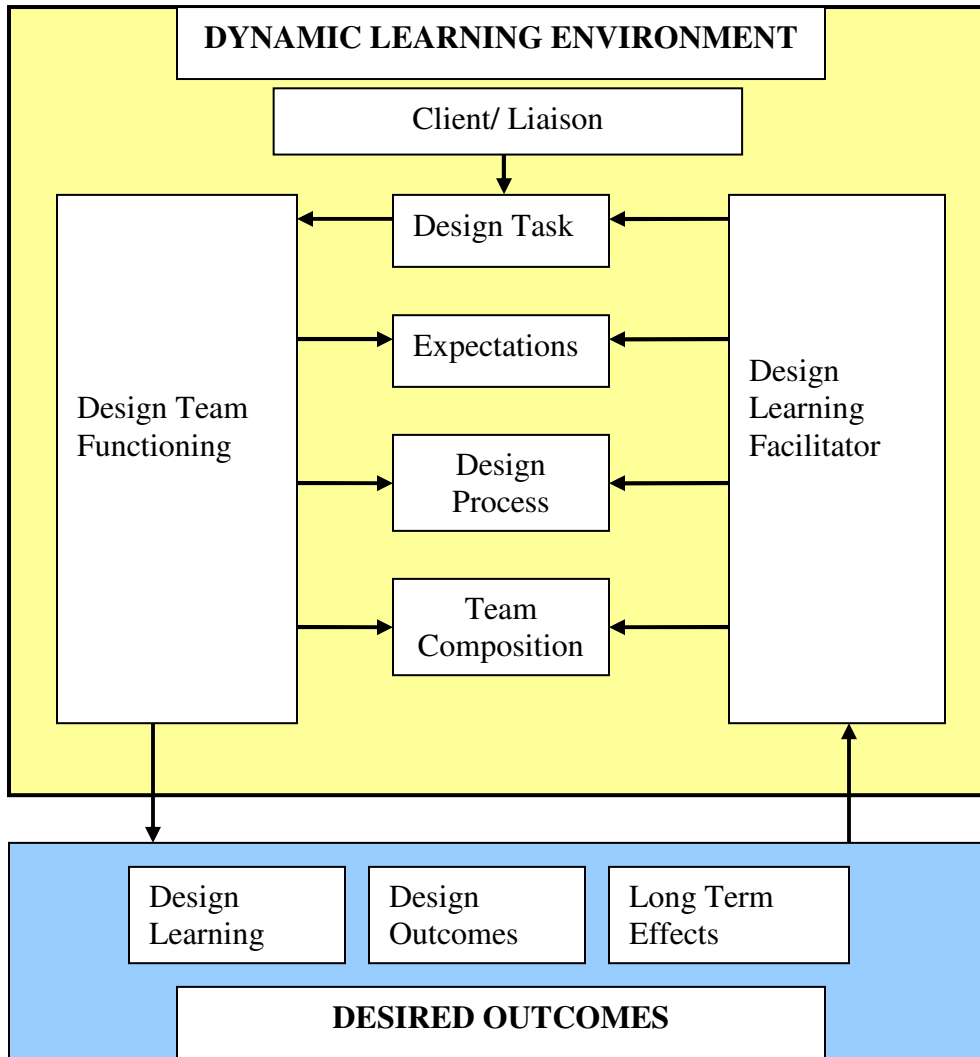 DYNAMIC LEARNING ENVIRONMENT
Client/ Liaison
Design Task
Expectations
Design Team
Functioning
Design
Learning
Facilitator
Design
Process
Team
Composition
Design
Learning
Design
Outcomes
Long Term
Effects
DESIRED OUTCOMES